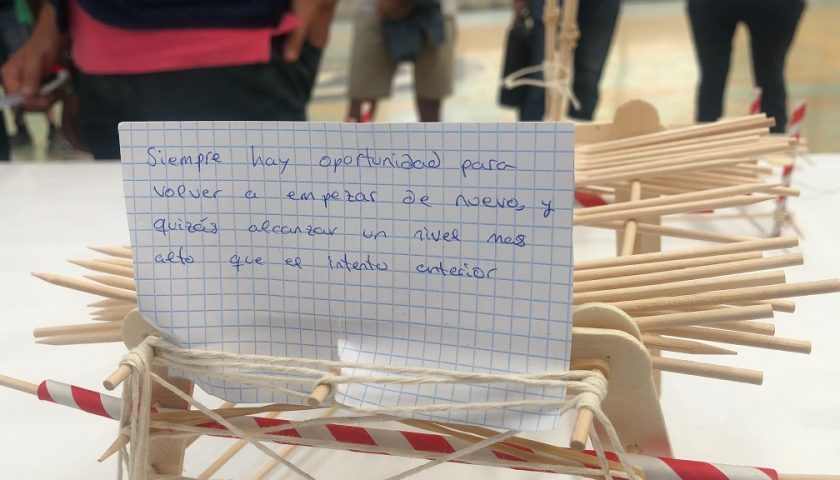 Siempre hay oportunidad para
volver a empezar de nuevo, y
quizás alcanzar un nivel mas
alto que el intento anterior